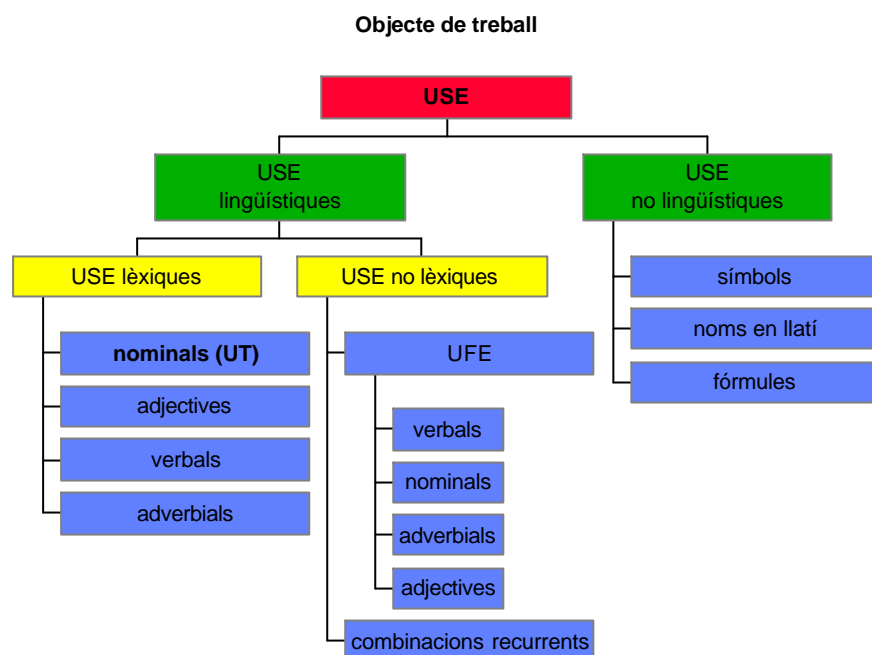 Objecte de treball
USE
USE
lingüístiques
USE
no lingüístiques
USE lèxiques
USE no lèxiques
símbols
noms en llatí
fórmules
nominals (UT)
adjectives
verbals
adverbials
UFE
verbals
nominals
adverbials
adjectives
combinacions recurrents